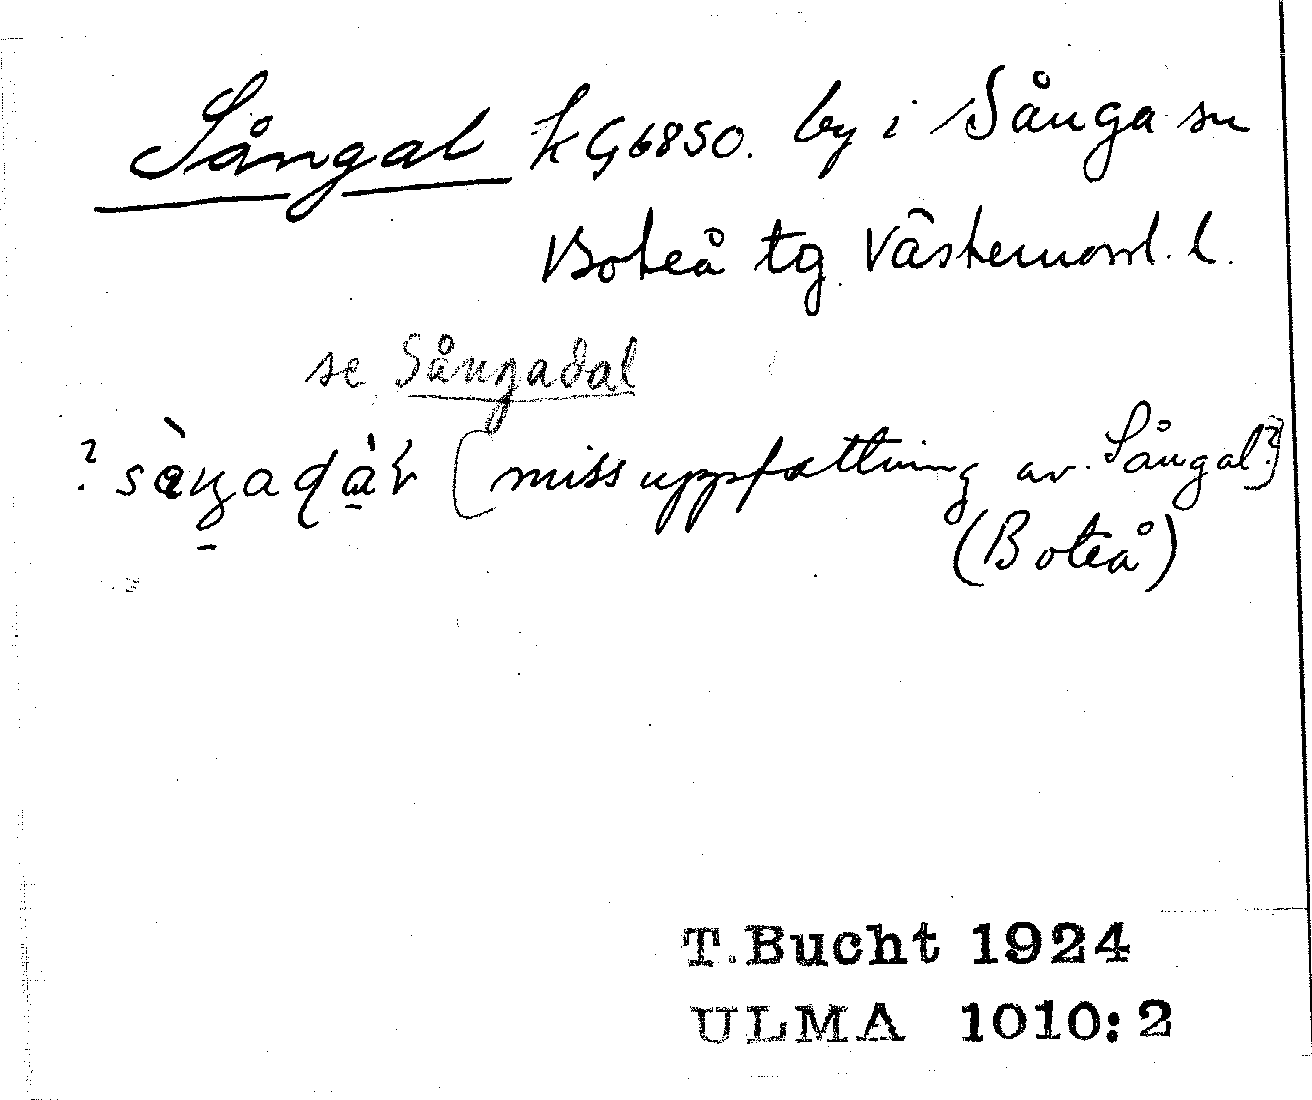 Sångal KG6850. by i Sånga sn
Boteå tg. Västernorrl. l.
se Sångadal
? (missuppfattning av Sångal?)
(Boteå)
T.Bucht 1924
ULMA 1010:2